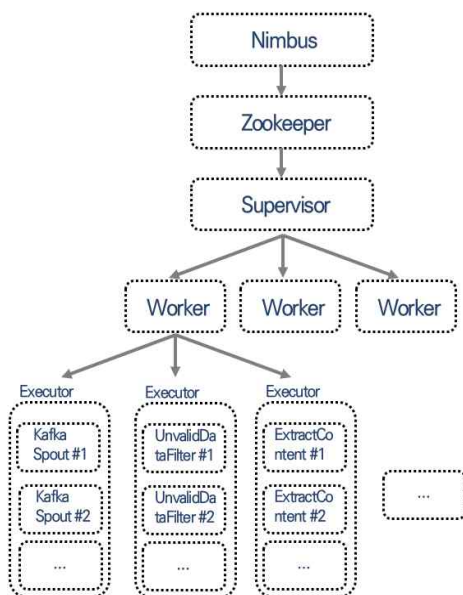 Nimbus
Zookeeper
Supervisor
Worker
Worker
Worker
Executor
Executor
Executor
Kafka
Spout #1
UnvalidDa
taFilter #1
ExtractCo
ntent #1
Kafka
Spout #2
UnvalidDa
taFilter #2
ExtractCo
ntent #2
...
...
...
...